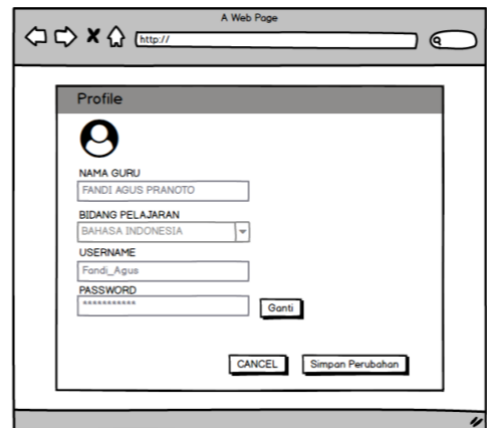 A Web Page
http://
Profile
NAMA GURU
FANDI AGUS PRANOTO
BIDANG PELAJARAN
BAHASA INDONESIA
USERNAME
Fandi_Agus
PASSWORD
***********
Ganti
CANCEL
Simpan Perubahan